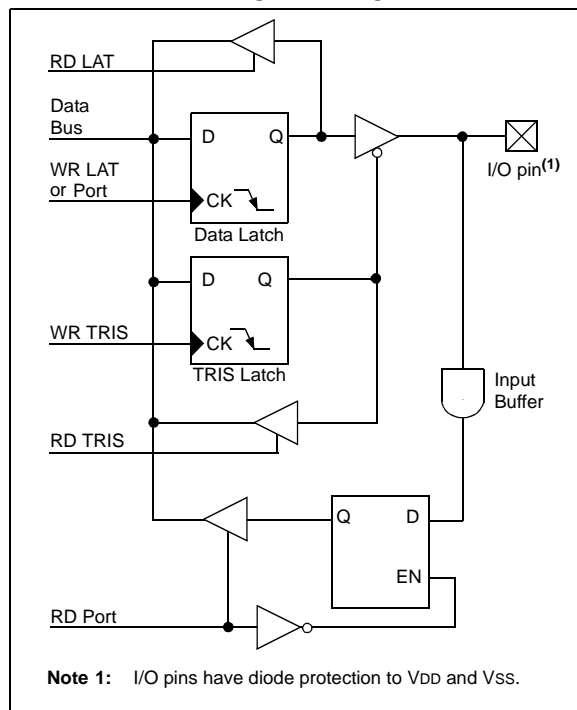 RD LAT
Data
Bus
D Q
WR LAT
or Port
I/O pin(1)
CK
Data Latch
D Q
WR TRIS
CK
TRIS Latch
Input
Buffer
RD TRIS
Q D
EN
RD Port
Note 1: I/O pins have diode protection to VDD and VSS.